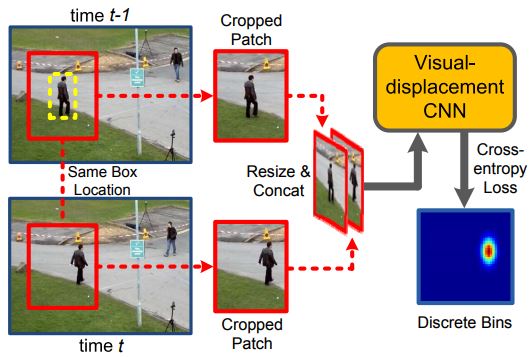 time t-1
Cropped
Patch
Visual-
displacement
CNN
Same Box
Location
Resize &
Concat
Cross-
entropy
Loss
time t
Cropped
Patch
Discrete Bins